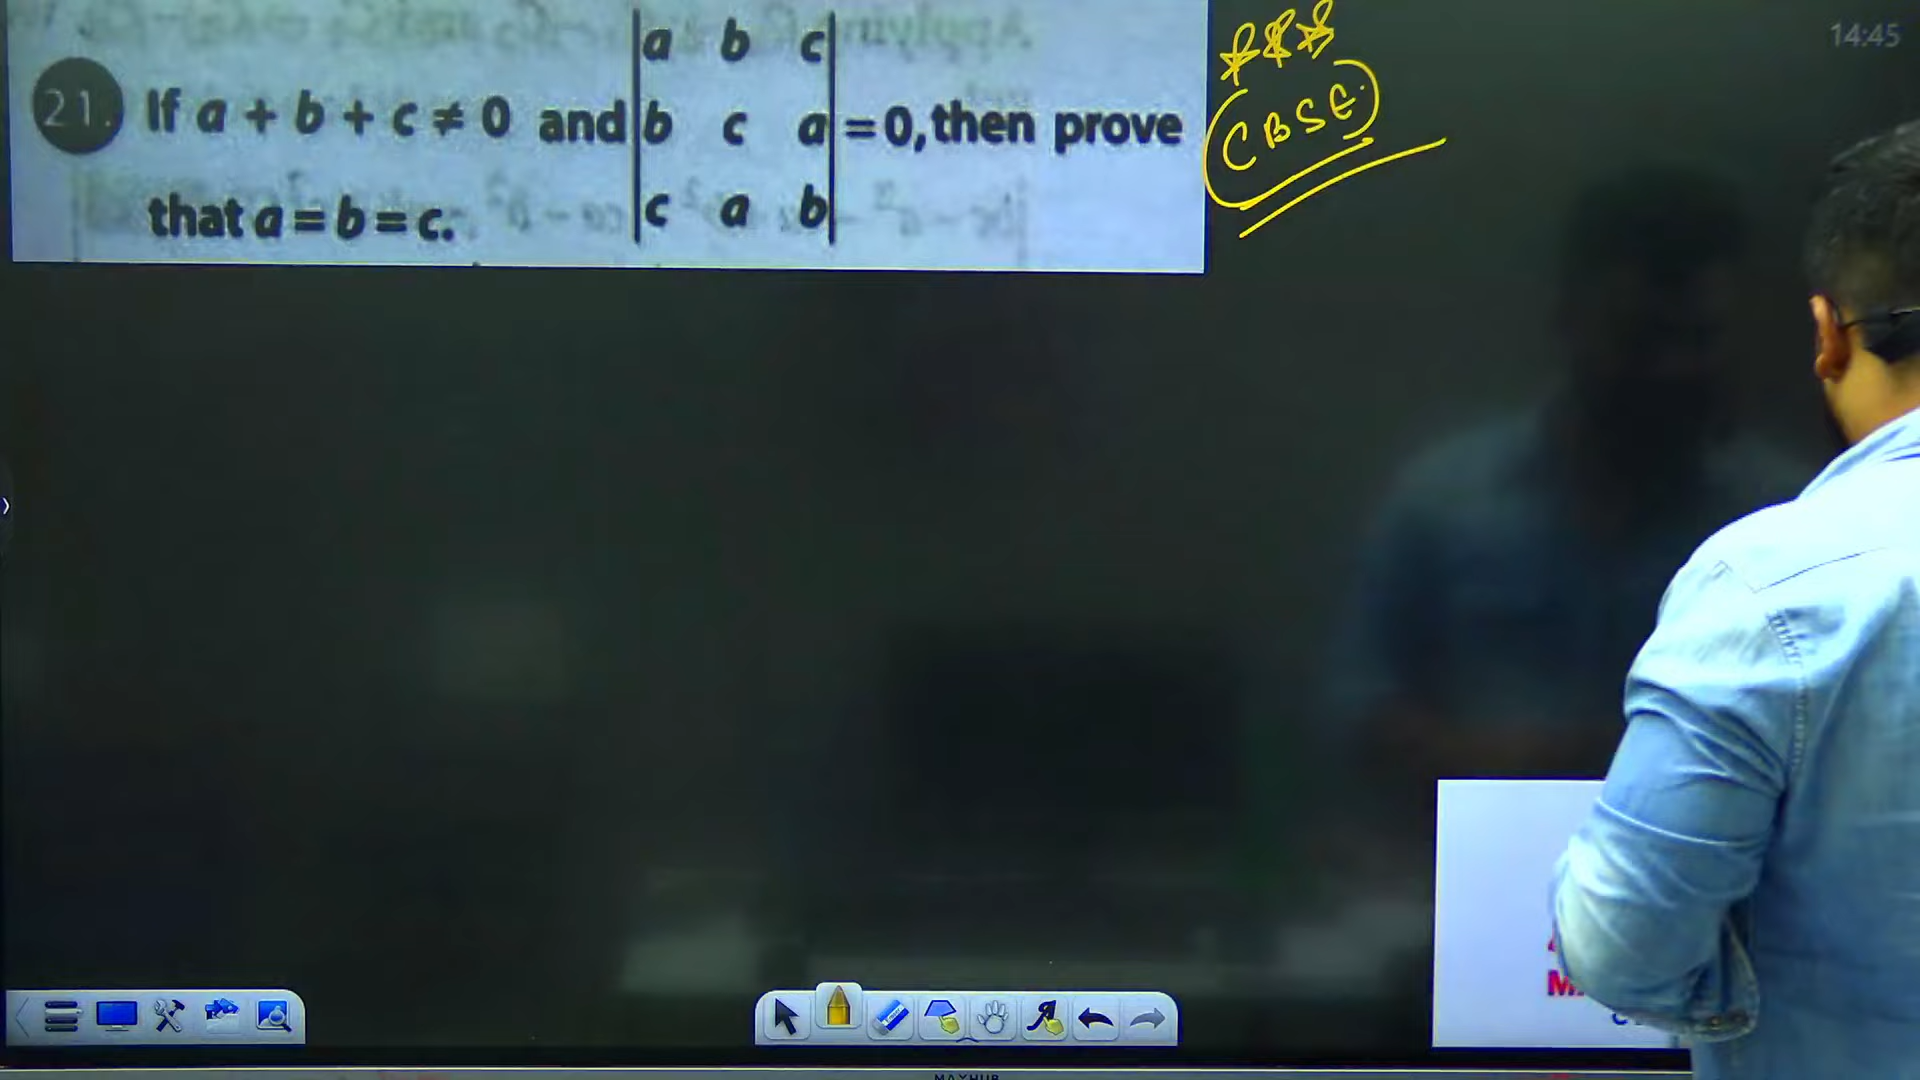 14:45
21. If a + b + c ≠ 0 and |a b c|
|b c a| = 0, then prove
|c a b|
that a = b = c.
CBSE